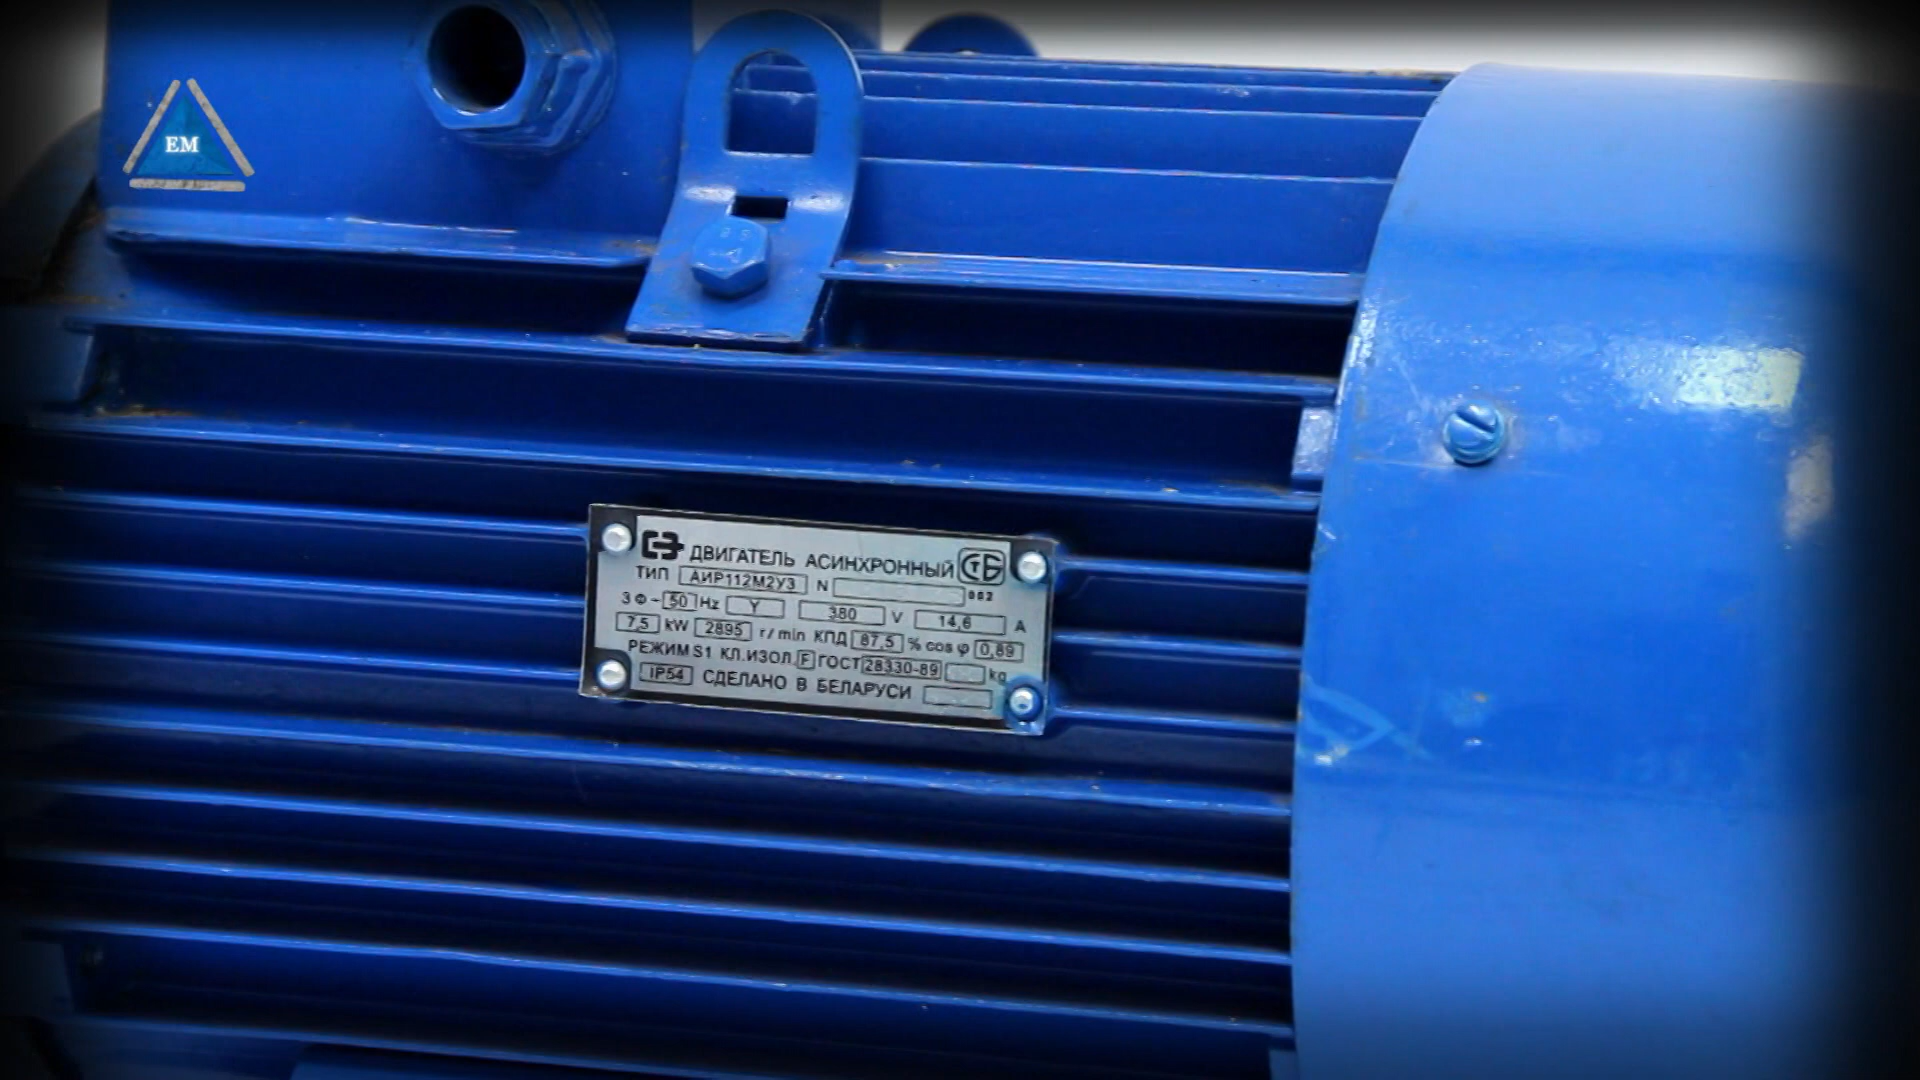 EM
ДВИГАТЕЛЬ АСИНХРОННЫЙ СТБ
ТИП АИР112М2У3 N
3 Ф ~ 50 Hz Y 380 V 14,6 A
7,5 kW 2895 r/min КПД 87,5 % cos φ 0,89
РЕЖИМ S1 КЛ.ИЗОЛ. F ГОСТ 28330-89 kg
IP54 СДЕЛАНО В БЕЛАРУСИ